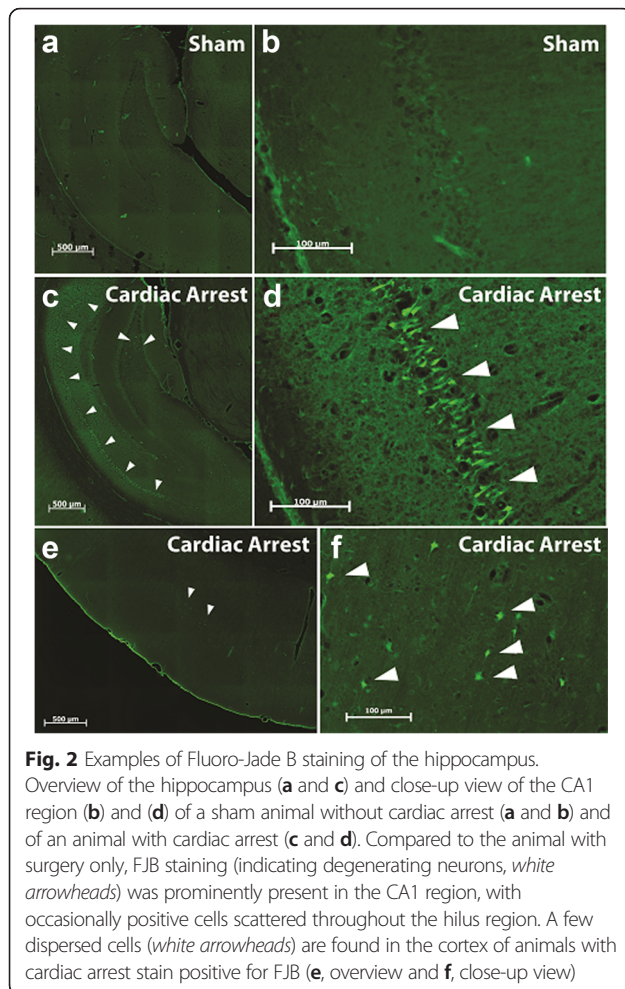 a Sham
b Sham
500 µm
100 µm
c Cardiac Arrest
d Cardiac Arrest
500 µm
100 µm
e Cardiac Arrest
f Cardiac Arrest
500 µm
100 µm
Fig. 2 Examples of Fluoro-Jade B staining of the hippocampus.
Overview of the hippocampus (a and c) and close-up view of the CA1
region (b) and (d) of a sham animal without cardiac arrest (a and b) and
of an animal with cardiac arrest (c and d). Compared to the animal with
surgery only, FJB staining (indicating degenerating neurons, white
arrowheads) was prominently present in the CA1 region, with
occasionally positive cells scattered throughout the hilus region. A few
dispersed cells (white arrowheads) are found in the cortex of animals with
cardiac arrest stain positive for FJB (e, overview and f, close-up view)